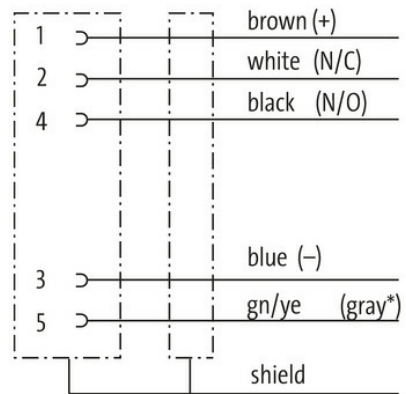 1 brown (+)
2 white (N/C)
4 black (N/O)
3 blue (–)
5 gn/ye (gray*)
shield